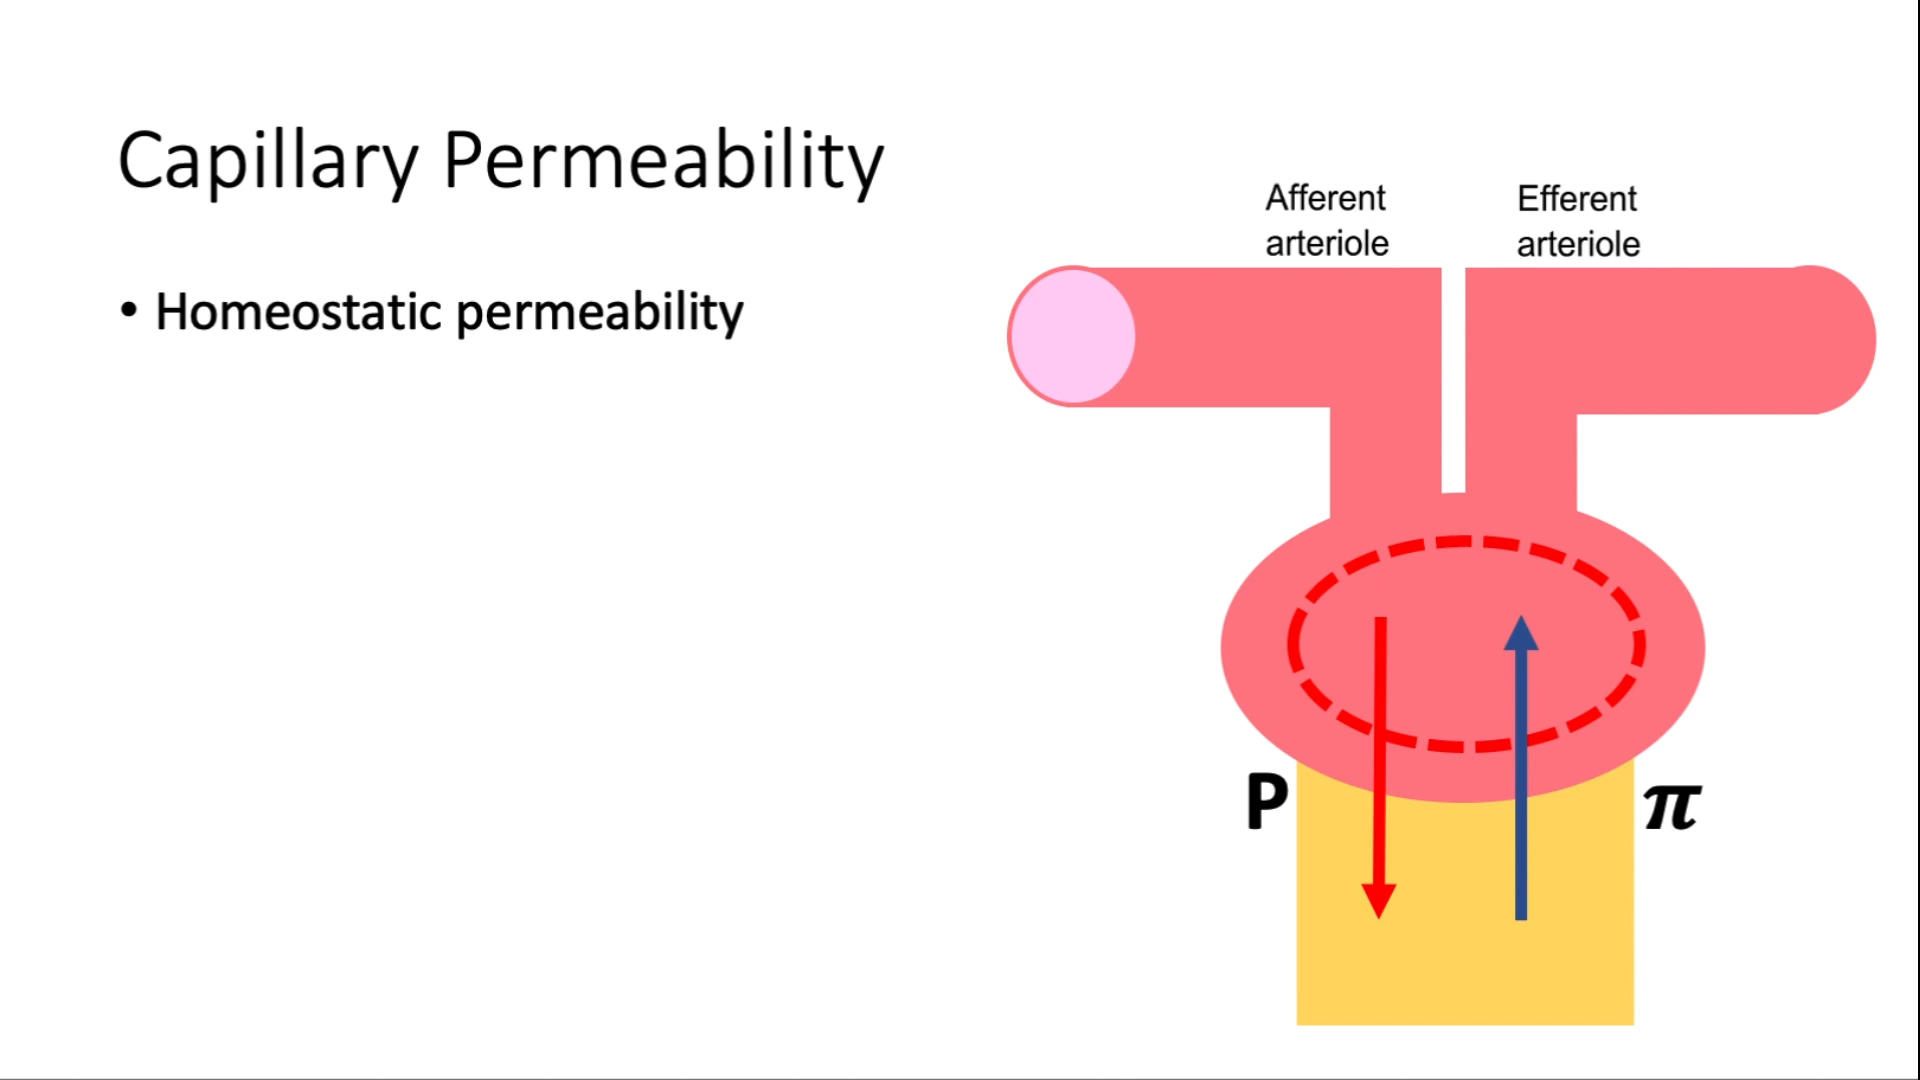 Capillary Permeability
• Homeostatic permeability
Afferent
arteriole
Efferent
arteriole
P
π